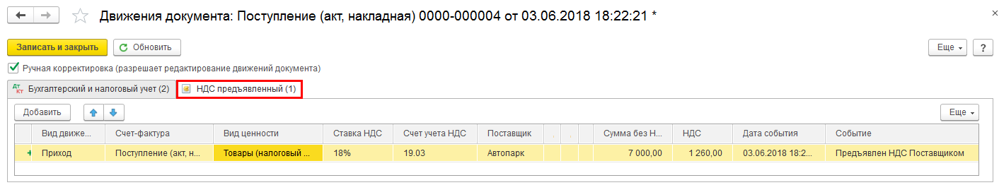 Движения документа: Поступление (акт, накладная) 0000-000004 от 03.06.2018 18:22:21 *
Записать и закрыть Обновить Еще ?
Ручная корректировка (разрешает редактирование движений документа)
Дт Кт Бухгалтерский и налоговый учет (2) НДС предъявленный (1)
Добавить Еще
Вид движе... Счет-фактура Вид ценности Ставка НДС Счет учета НДС Поставщик . . Сумма без Н... НДС Дата события Событие
Приход Поступление (акт, н... Товары (налоговый ... 18% 19.03 Автопарк 7 000,00 1 260,00 03.06.2018 18:2... Предъявлен НДС Поставщиком